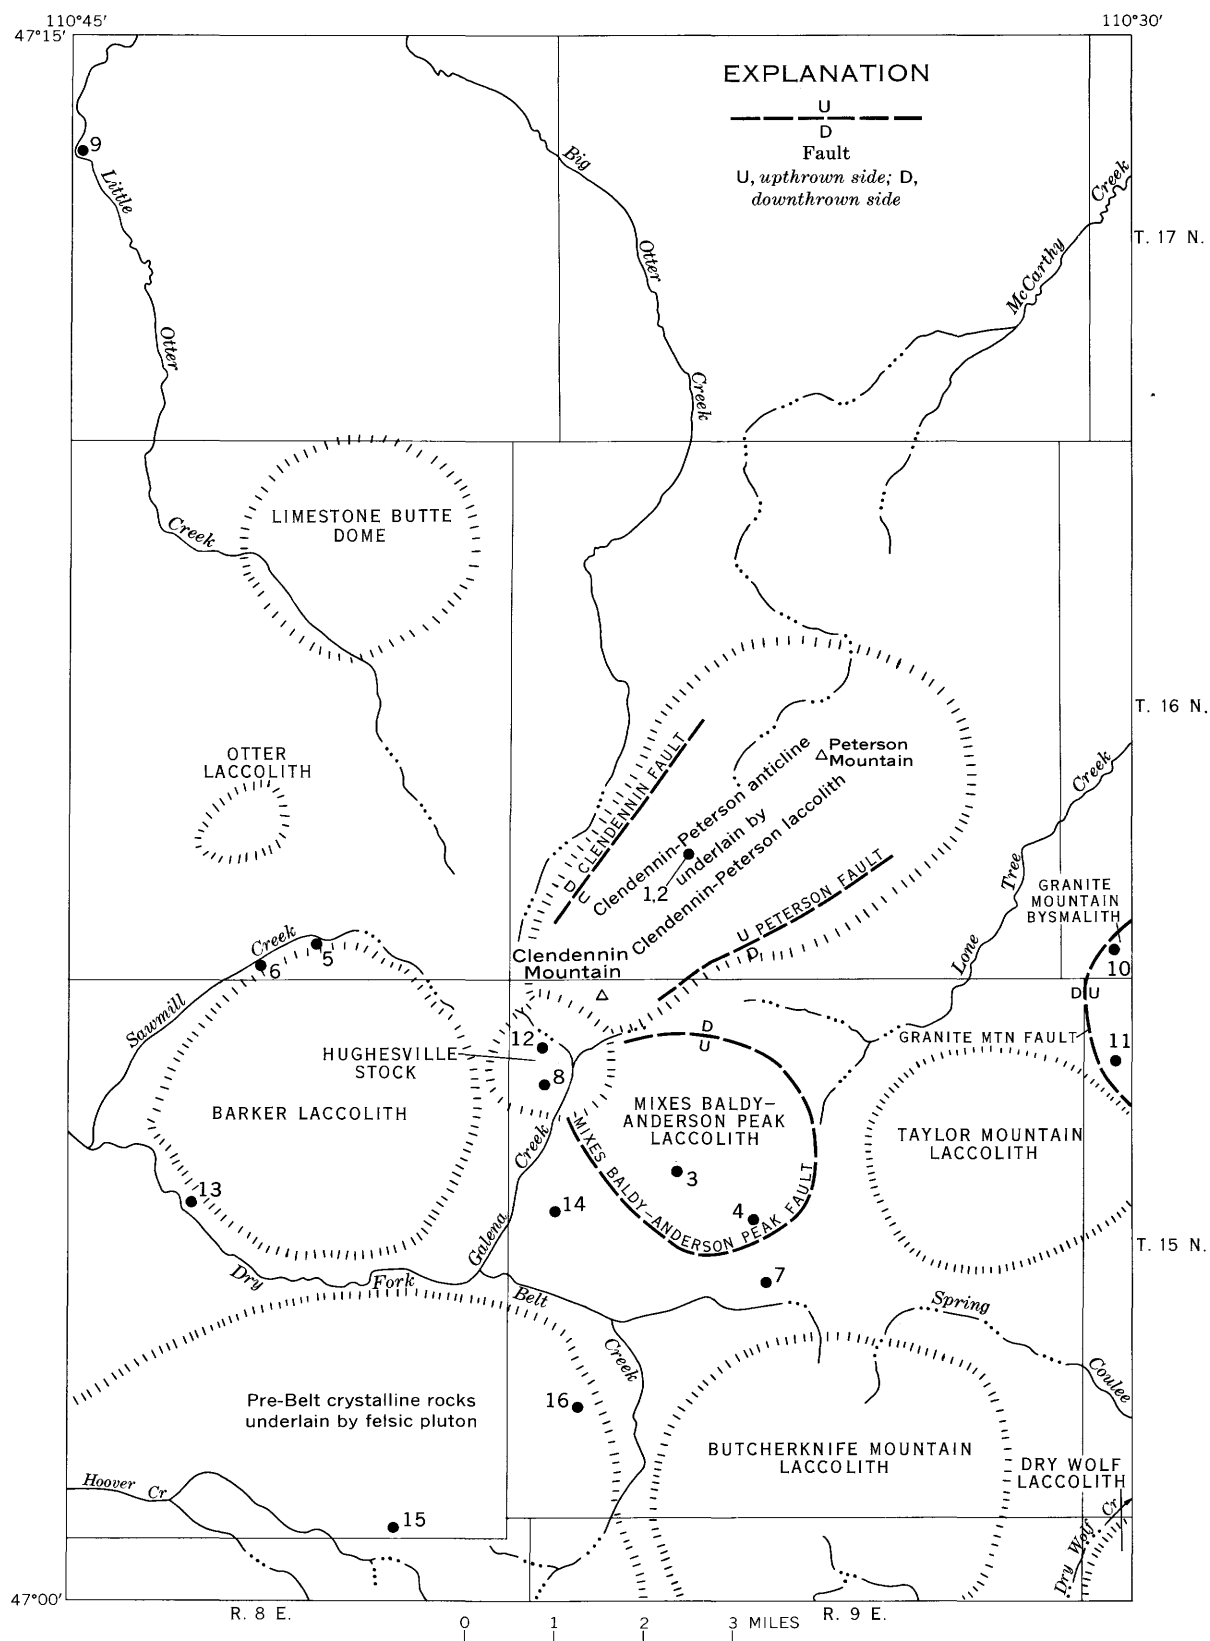 110°45′
110°30′
47°15′
EXPLANATION
U
D
Fault
U, upthrown side; D,
downthrown side
9
Little
Otter
Creek
Big
Otter
Creek
McCarthy
Creek
T. 17 N.
LIMESTONE BUTTE
DOME
T. 16 N.
OTTER
LACCOLITH
CLENDENNIN FAULT
D U
Clendennin-Peterson anticline
underlain by
Clendennin-Peterson laccolith
Peterson
Mountain
1,2
U PETERSON FAULT
D
Lone
Tree
Creek
GRANITE
MOUNTAIN
BYSMALITH
10
Clendennin
Mountain
Sawmill
Creek
5
6
D U
GRANITE MTN FAULT
11
12
HUGHESVILLE
STOCK
8
D
U
BARKER LACCOLITH
MIXES BALDY—
ANDERSON PEAK
LACCOLITH
MIXES BALDY—ANDERSON PEAK FAULT
TAYLOR MOUNTAIN
LACCOLITH
3
4
13
14
Galena
Creek
7
T. 15 N.
Dry
Fork
Belt
Creek
Spring
Coulee
Pre-Belt crystalline rocks
underlain by felsic pluton
16
BUTCHERKNIFE MOUNTAIN
LACCOLITH
DRY WOLF
LACCOLITH
Hoover Cr
15
Dry Wolf Cr
47°00′
R. 8 E.
R. 9 E.
0 1 2 3 MILES